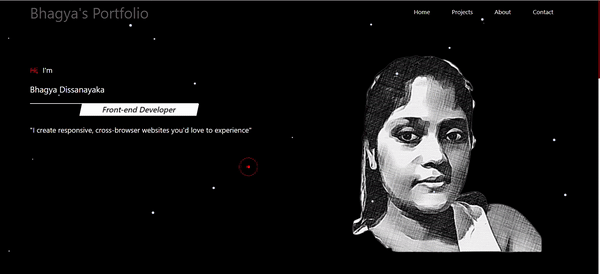 Bhagya's Portfolio
Home Projects About Contact
Hi, I'm
Bhagya Dissanayaka
Front-end Developer
"I create responsive, cross-browser websites you'd love to experience"